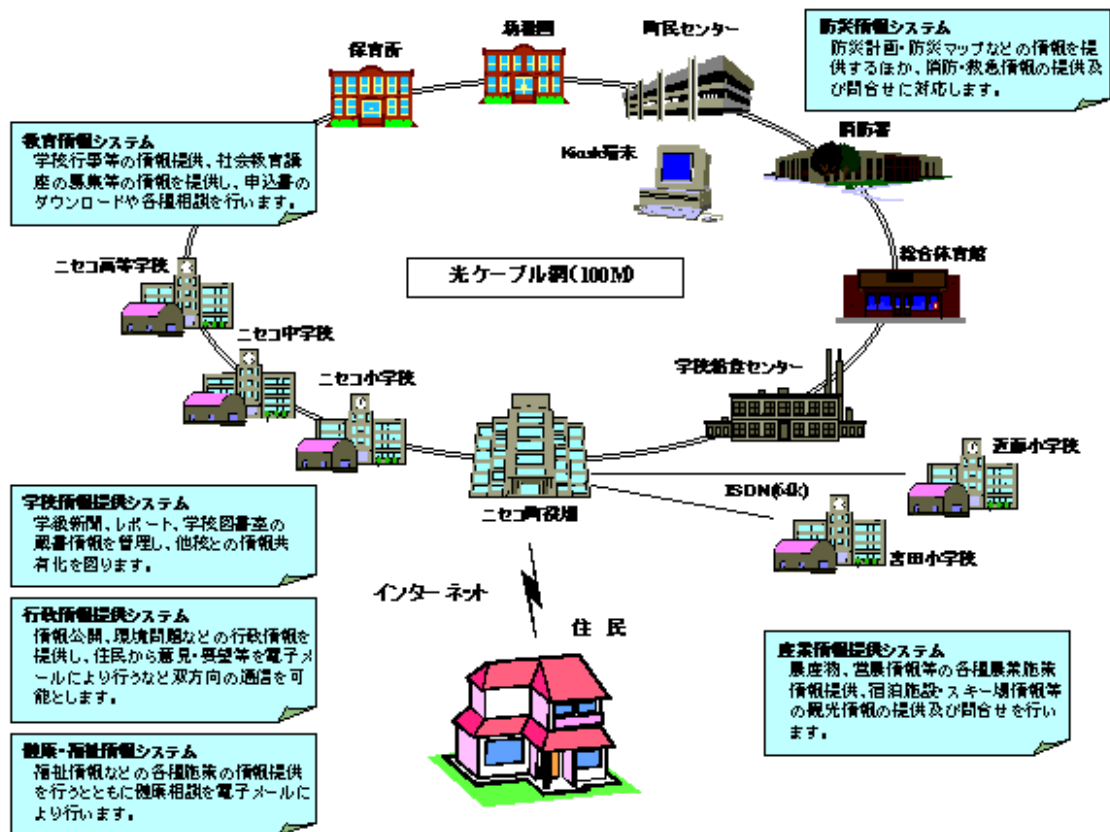 幼稚園
町民センター
保育所
防災情報システム
防災計画・防災マップなどの情報を提
供するほか、消防・救急情報の提供及
び問合せに対応します。
消防署
Kiosk端末
教育情報システム
学校行事等の情報提供、社会教育講
座の募集等の情報を提供し、申込書の
ダウンロードや各種相談を行います。
総合体育館
ニセコ高等学校
光ケーブル網(100M)
ニセコ中学校
ニセコ小学校
学校給食センター
近藤小学校
ISDN(64k)
ニセコ町役場
宮田小学校
学校情報提供システム
学級新聞、レポート、学校図書室の
蔵書情報を管理し、他校との情報共
有化を図ります。
インターネット
住 民
行政情報提供システム
情報公開、環境問題などの行政情報を
提供し、住民から意見・要望等を電子メ
ールにより行うなど双方向の通信を可
能とします。
産業情報提供システム
農産物、営農情報等の各種農業施策
情報提供、宿泊施設・スキー場情報等
の観光情報の提供及び問合せを行い
ます。
健康・福祉情報システム
福祉情報などの各種施策の情報提供
を行うとともに健康相談を電子メールに
より行います。